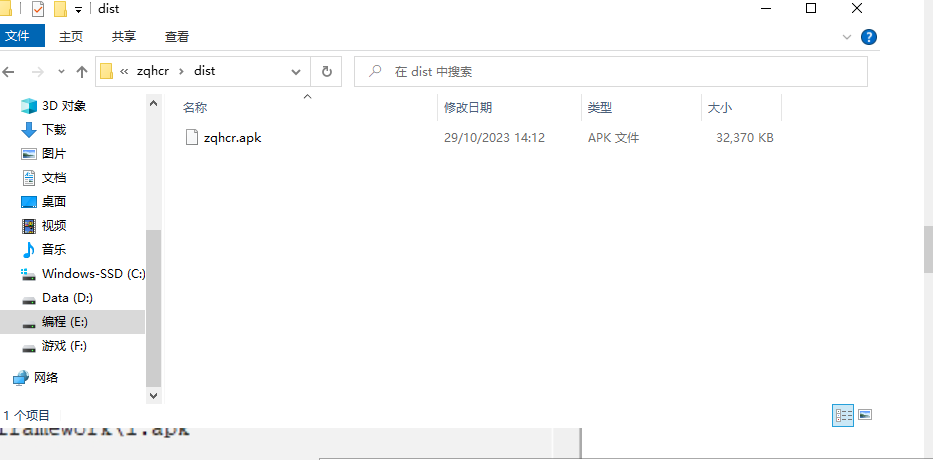 dist
文件 主页 共享 查看
« zqhcr › dist 在 dist 中搜索
名称 修改日期 类型 大小
zqhcr.apk 29/10/2023 14:12 APK 文件 32,370 KB
3D 对象
下载
图片
文档
桌面
视频
音乐
Windows-SSD (C:)
Data (D:)
编程 (E:)
游戏 (F:)
网络
1 个项目
framework\1.apk